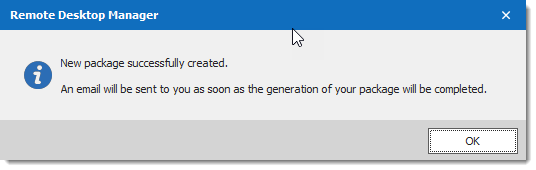 Remote Desktop Manager
New package successfully created.
An email will be sent to you as soon as the generation of your package will be completed.
OK